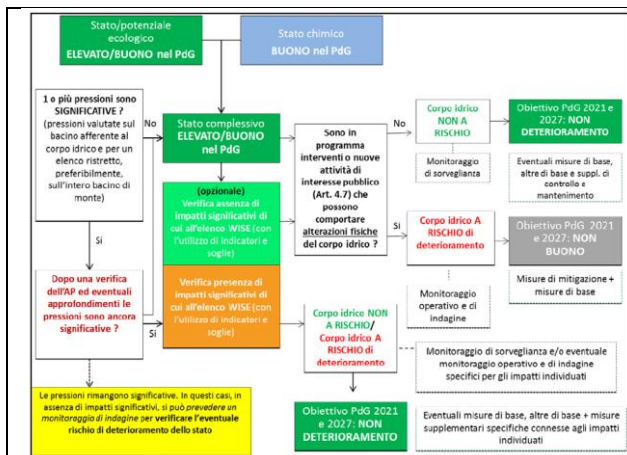 Stato/potenziale
ecologico
ELEVATO/BUONO nel PdG
Stato chimico
BUONO nel PdG
1 o più pressioni sono
SIGNIFICATIVE ?
(pressioni valutate sul
bacino afferente al
corpo idrico e per un
elenco ristretto,
preferibilmente,
sull'intero bacino di
monte)
No
Stato complessivo
ELEVATO/BUONO
nel PdG
(opzionale)
Verifica assenza di
impatti significativi di
cui all'elenco WISE (con
l'utilizzo di indicatori e
soglie)
Sono in
programma
interventi o nuove
attività di
interesse pubblico
(Art. 4.7) che
possono
comportare
alterazioni fisiche
del corpo idrico ?
No
Corpo idrico
NON A
RISCHIO
Obiettivo PdG 2021 e
2027: NON
DETERIORAMENTO
Monitoraggio
di sorveglianza
Eventuali misure di base,
altre di base e suppl. di
controllo e
mantenimento
Si
Corpo idrico A
RISCHIO di
deterioramento
Obiettivo PdG 2021
e 2027: NON
BUONO
Monitoraggio
operativo e di
indagine
Misure di mitigazione +
misure di base
Si
Dopo una verifica
dell'AP ed eventuali
approfondimenti le
pressioni sono ancora
significative ?
Si
Verifica presenza di
impatti significativi di
cui all'elenco WISE (con
l'utilizzo di indicatori e
soglie)
Corpo idrico NON
A RISCHIO/
Corpo idrico A
RISCHIO di
deterioramento
Monitoraggio di sorveglianza e/o eventuale
monitoraggio operativo e di indagine
specifici per gli impatti individuati
Le pressioni rimangono significative. In questi casi, in
assenza di impatti significativi, si può prevedere un
monitoraggio di indagine per verificare l'eventuale
rischio di deterioramento dello stato
Obiettivo PdG 2021 e
2027: NON
DETERIORAMENTO
Eventuali misure di base, altre di base + misure
supplementari specifiche connesse agli impatti
individuati